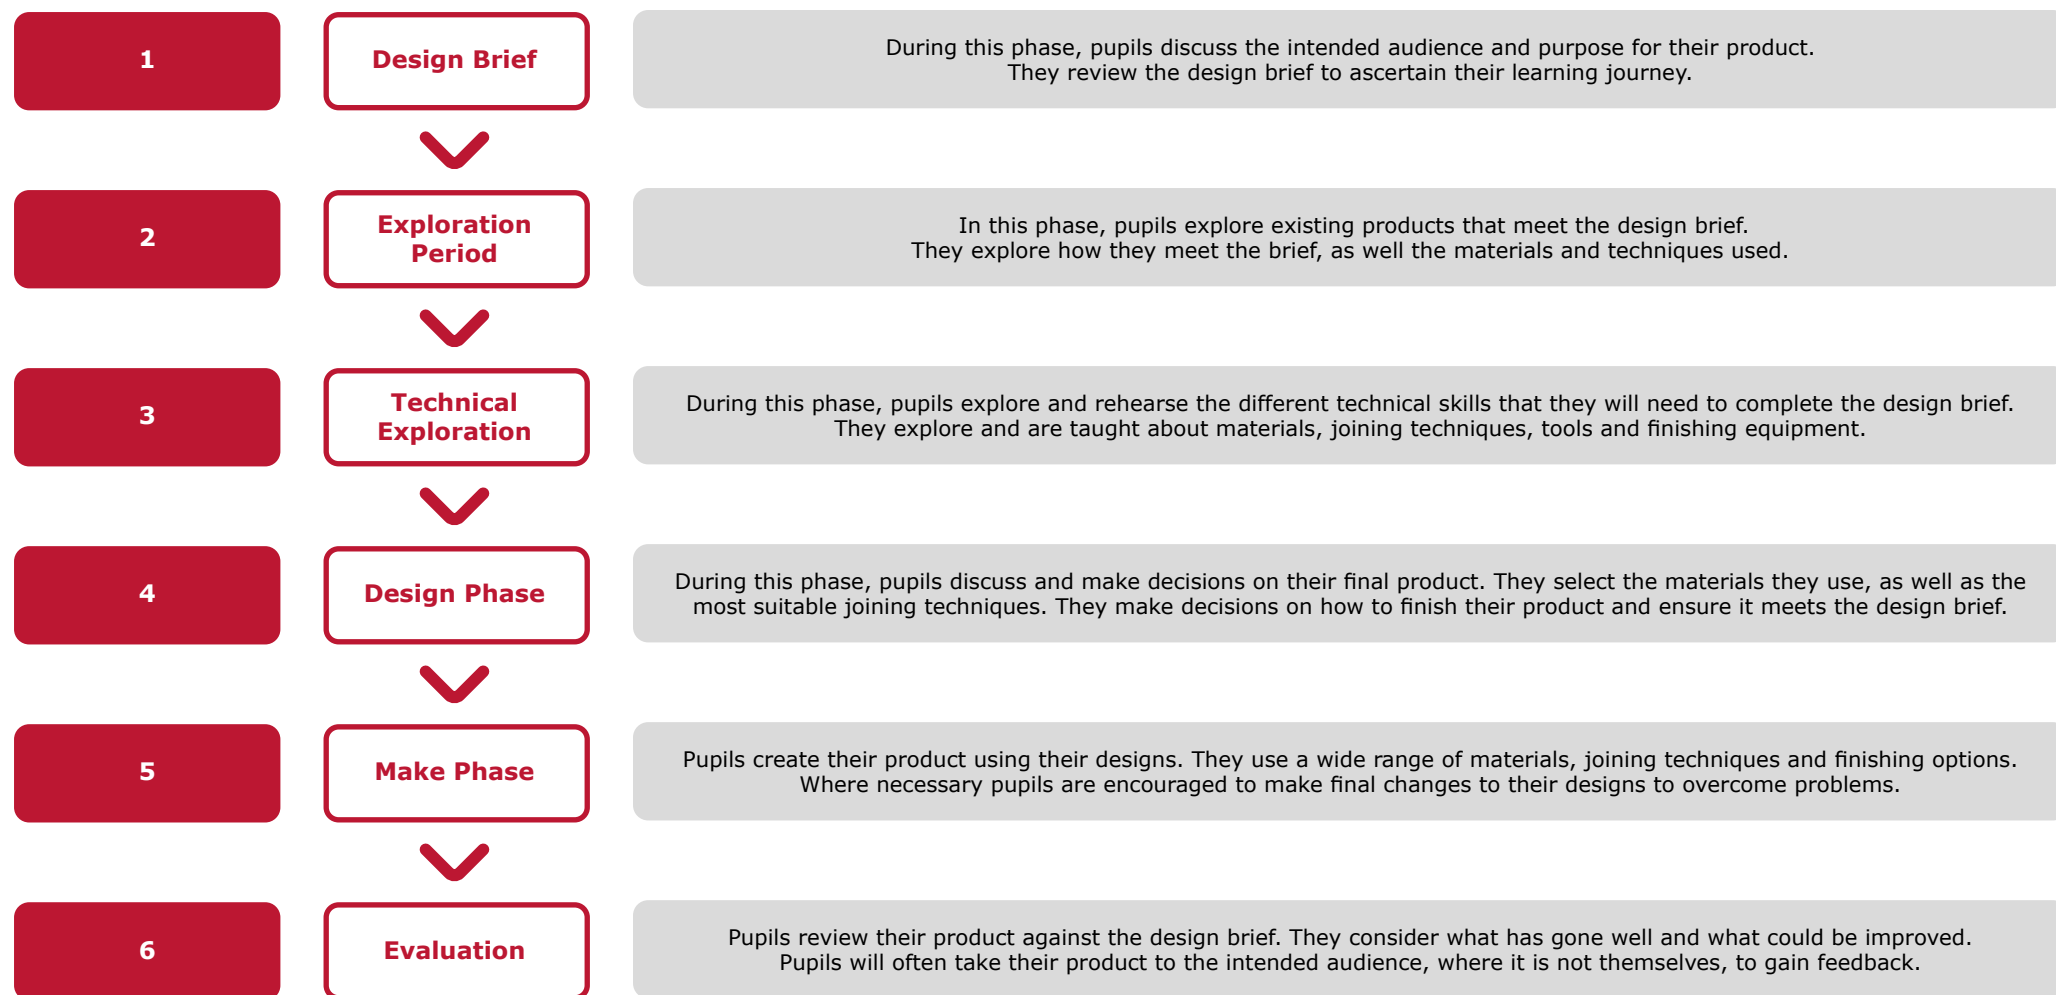 1
Design Brief
During this phase, pupils discuss the intended audience and purpose for their product.
They review the design brief to ascertain their learning journey.
2
Exploration
Period
In this phase, pupils explore existing products that meet the design brief.
They explore how they meet the brief, as well the materials and techniques used.
3
Technical
Exploration
During this phase, pupils explore and rehearse the different technical skills that they will need to complete the design brief.
They explore and are taught about materials, joining techniques, tools and finishing equipment.
4
Design Phase
During this phase, pupils discuss and make decisions on their final product. They select the materials they use, as well as the
most suitable joining techniques. They make decisions on how to finish their product and ensure it meets the design brief.
5
Make Phase
Pupils create their product using their designs. They use a wide range of materials, joining techniques and finishing options.
Where necessary pupils are encouraged to make final changes to their designs to overcome problems.
6
Evaluation
Pupils review their product against the design brief. They consider what has gone well and what could be improved.
Pupils will often take their product to the intended audience, where it is not themselves, to gain feedback.